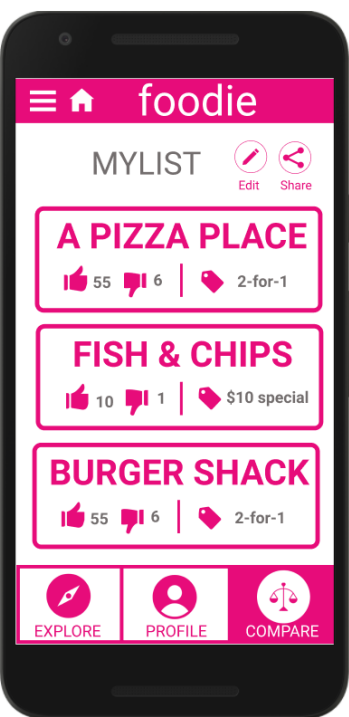 foodie
MYLIST
Edit Share
A PIZZA PLACE
55 6 2-for-1
FISH & CHIPS
10 1 $10 special
BURGER SHACK
55 6 2-for-1
EXPLORE PROFILE COMPARE